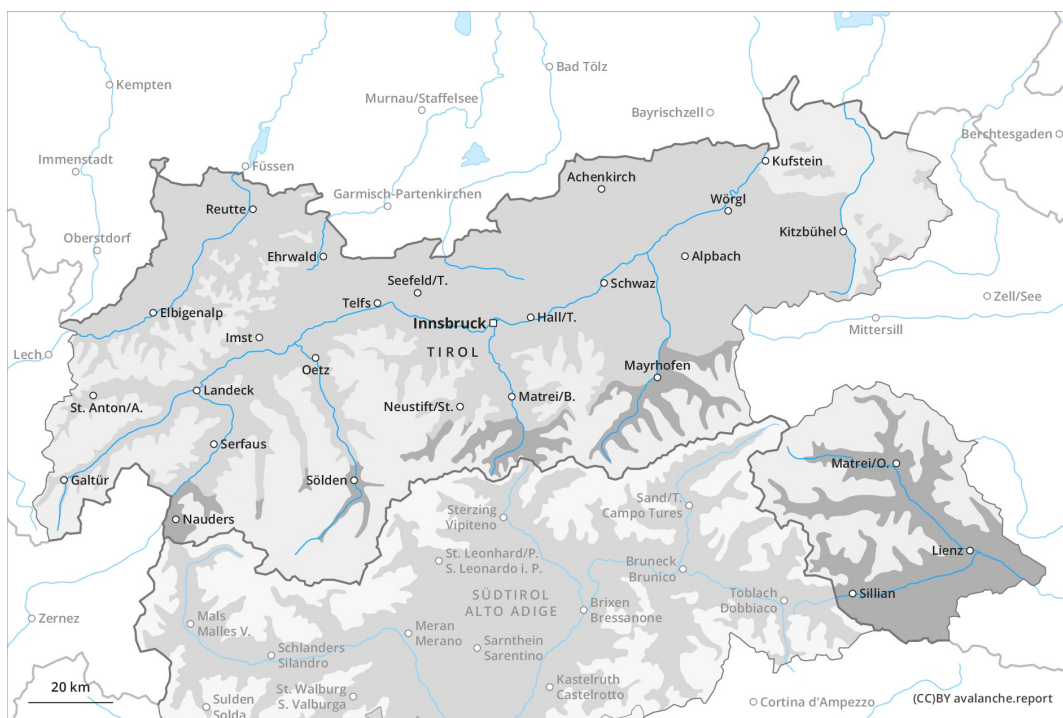 Kempten
Bad Tölz
Murnau/Staffelsee
Bayrischzell
Berchtesgaden
Immenstadt
Füssen
Kufstein
Achenkirch
Garmisch-Partenkirchen
Reutte
Wörgl
Kitzbühel
Oberstdorf
Ehrwald
Alpbach
Seefeld/T.
Schwaz
Zell/See
Telfs
Elbigenalp
Innsbruck
Hall/T.
Mittersill
Imst
Lech
TIROL
Oetz
Mayrhofen
Landeck
St. Anton/A.
Neustift/St.
Matrei/B.
Serfaus
Matrei/O.
Galtür
Sölden
Sand/T.
Campo Tures
Nauders
Sterzing
Vipiteno
Lienz
St. Leonhard/P.
S. Leonardo i. P.
Bruneck
Brunico
Sillian
SÜDTIROL
ALTO ADIGE
Toblach
Dobbiaco
Brixen
Bressanone
Zernez
Mals
Malles V.
Meran
Merano
Sarnthein
Sarentino
Schlanders
Silandro
20 km
St. Walburg
S. Valburga
Kastelruth
Castelrotto
Sulden
Solda
Cortina d'Ampezzo
(CC)BY avalanche.report